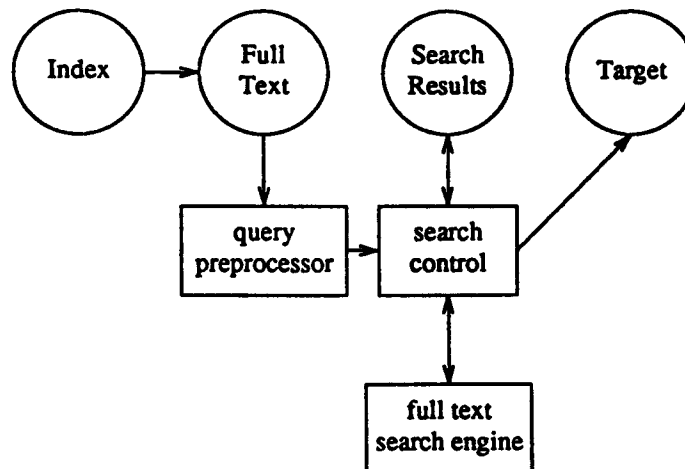 Index
Full
Text
Search
Results
Target
query
preprocessor
search
control
full text
search engine